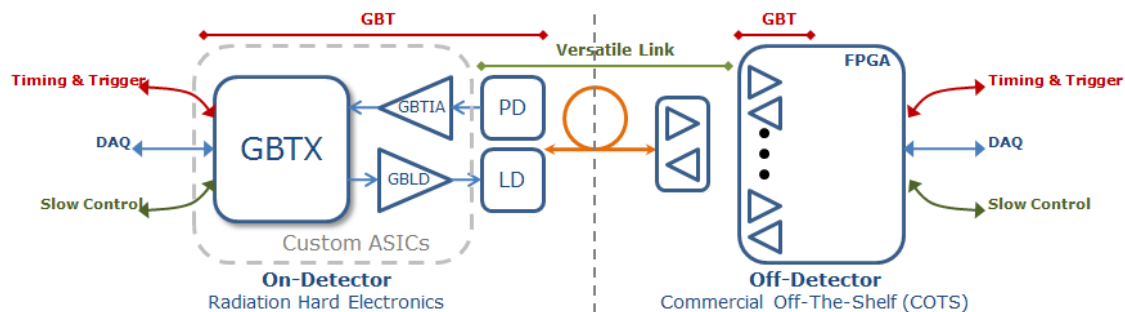 GBT
GBT
Versatile Link
FPGA
Timing & Trigger
GBTIA
PD
Timing & Trigger
DAQ
GBTX
DAQ
GBLD
LD
Slow Control
Slow Control
Custom ASICs
On-Detector
Off-Detector
Radiation Hard Electronics
Commercial Off-The-Shelf (COTS)